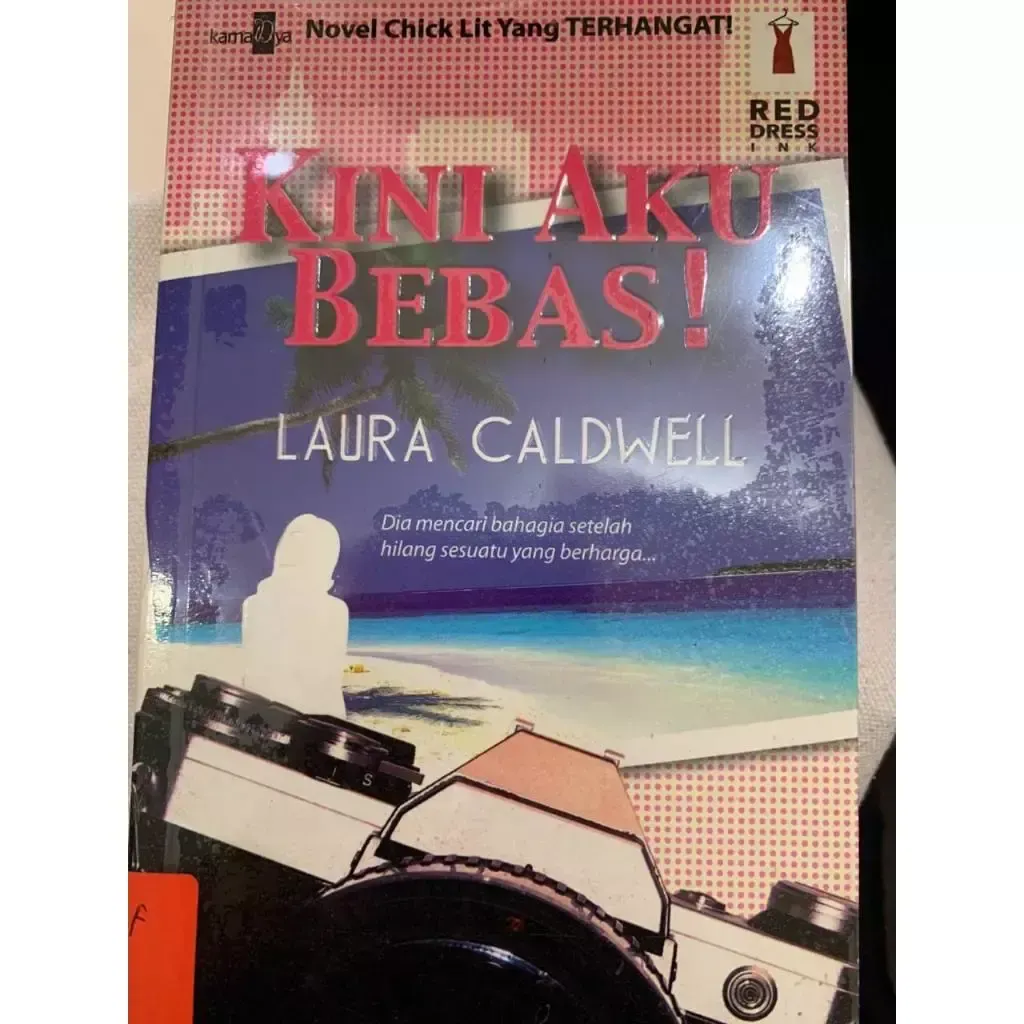 kamaDya Novel Chick Lit Yang TERHANGAT!
RED
DRESS
INK
KINI AKU
BEBAS!
LAURA CALDWELL
Dia mencari bahagia setelah
hilang sesuatu yang berharga...
I S
f